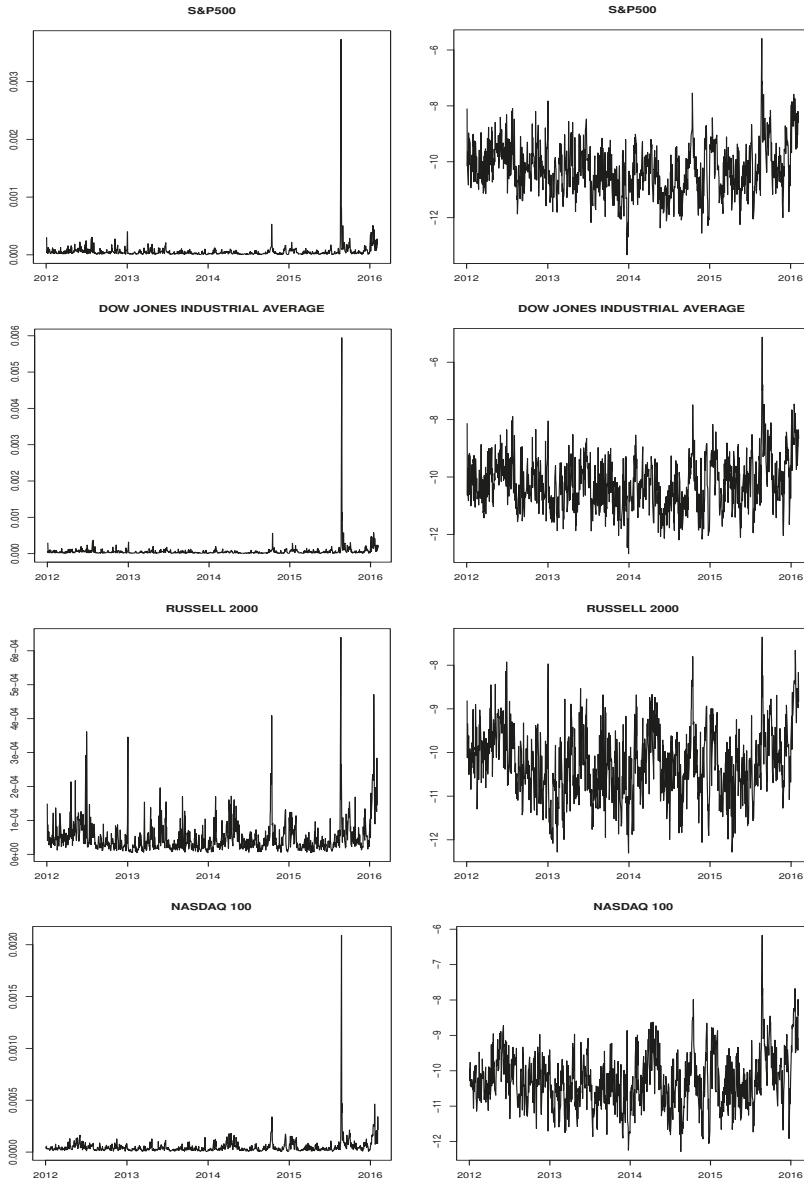 S&P500
0.003
0.002
0.001
0.000
2012 2013 2014 2015 2016
S&P500
-6
-8
-10
-12
2012 2013 2014 2015 2016
DOW JONES INDUSTRIAL AVERAGE
0.006
0.005
0.004
0.003
0.002
0.001
0.000
2012 2013 2014 2015 2016
DOW JONES INDUSTRIAL AVERAGE
-6
-8
-10
-12
2012 2013 2014 2015 2016
RUSSELL 2000
6e-04
5e-04
4e-04
3e-04
2e-04
1e-04
0e+00
2012 2013 2014 2015 2016
RUSSELL 2000
-8
-9
-10
-11
-12
2012 2013 2014 2015 2016
NASDAQ 100
0.0020
0.0015
0.0010
0.0005
0.0000
2012 2013 2014 2015 2016
NASDAQ 100
-6
-7
-8
-9
-10
-11
-12
2012 2013 2014 2015 2016